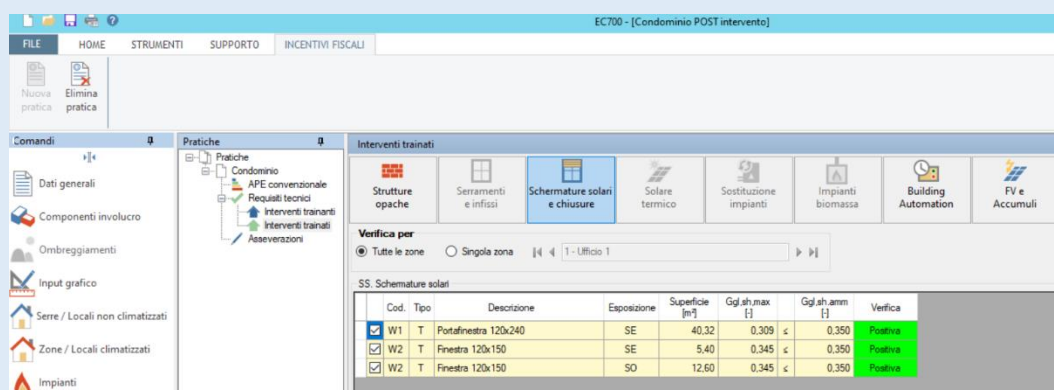 EC700 - [Condominio POST intervento]
FILE HOME STRUMENTI SUPPORTO INCENTIVI FISCALI
Nuova pratica
Elimina pratica
Comandi
Dati generali
Componenti involucro
Ombreggiamenti
Input grafico
Serre / Locali non climatizzati
Zone / Locali climatizzati
Impianti
Pratiche
Pratiche
Condominio
APE convenzionale
Requisiti tecnici
Interventi trainanti
Interventi trainati
Asseverazioni
Interventi trainati
Strutture opache
Serramenti e infissi
Schermature solari e chiusure
Solare termico
Sostituzione impianti
Impianti biomassa
Building Automation
FV e Accumuli
Verifica per
Tutte le zone Singola zona 1 - Ufficio 1
SS. Schermature solari
Cod. Tipo Descrizione Esposizione Superficie [m²] Ggl,sh,max [-] Ggl,sh,amm [-] Verifica
W1 T Portafinestra 120x240 SE 40,32 0,309 ≤ 0,350 Positiva
W2 T Finestra 120x150 SE 5,40 0,345 ≤ 0,350 Positiva
W2 T Finestra 120x150 SO 12,60 0,345 ≤ 0,350 Positiva